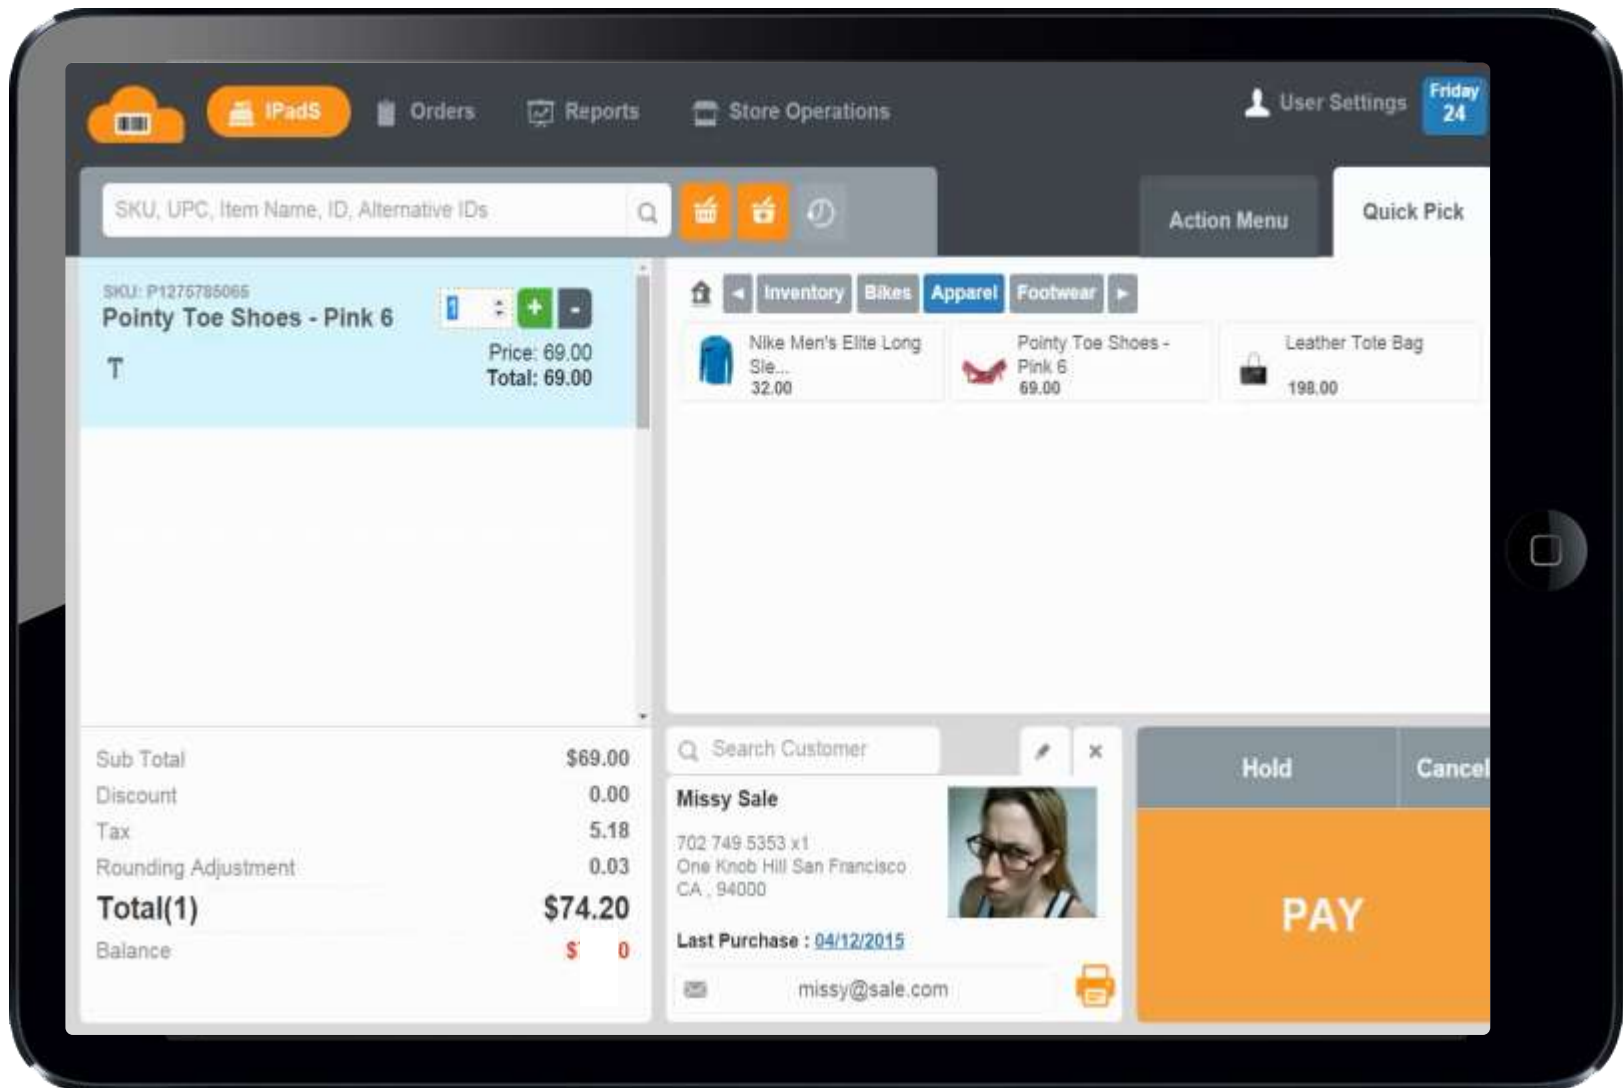 IPadS
Orders
Reports
Store Operations
User Settings
Friday
24
SKU, UPC, Item Name, ID, Alternative IDs
Action Menu
Quick Pick
SKU: P1275785065
Pointy Toe Shoes - Pink 6
1
+
-
T
Price: 69.00
Total: 69.00
Inventory
Bikes
Apparel
Footwear
Nike Men's Elite Long
Sle...
32.00
Pointy Toe Shoes -
Pink 6
69.00
Leather Tote Bag
198.00
Sub Total $69.00
Discount 0.00
Tax 5.18
Rounding Adjustment 0.03
Total(1) $74.20
Balance $ 0
Search Customer
Missy Sale
702 749 5353 x1
One Knob Hill San Francisco
CA , 94000
Last Purchase : 04/12/2015
missy@sale.com
Hold
Cancel
PAY